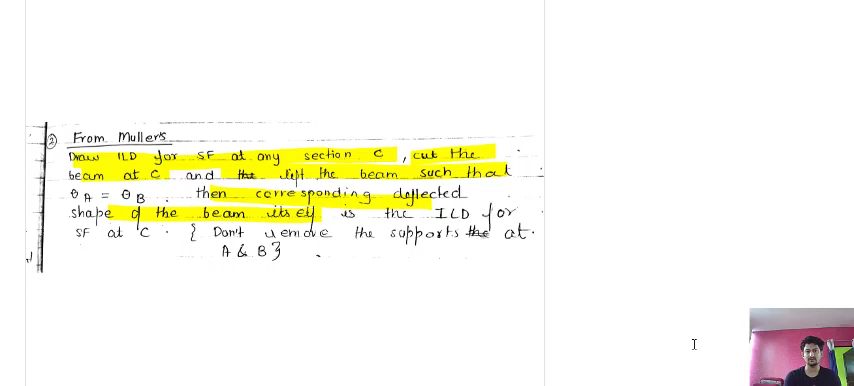 ② From Muller's
Draw ILD for SF at any section C, cut the
beam at C and the lift the beam such that
θA = θB. then corresponding deflected
shape of the beam itself is the ILD for
SF at C. { Don't remove the supports the at.
A & B }